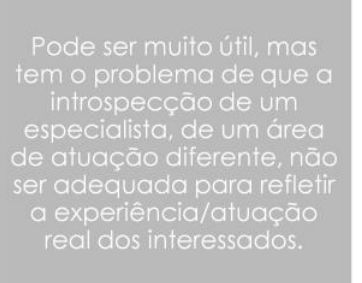 Pode ser muito útil, mas
tem o problema de que a
introspecção de um
especialista, de um área
de atuação diferente, não
ser adequada para refletir
a experiência/atuação
real dos interessados.